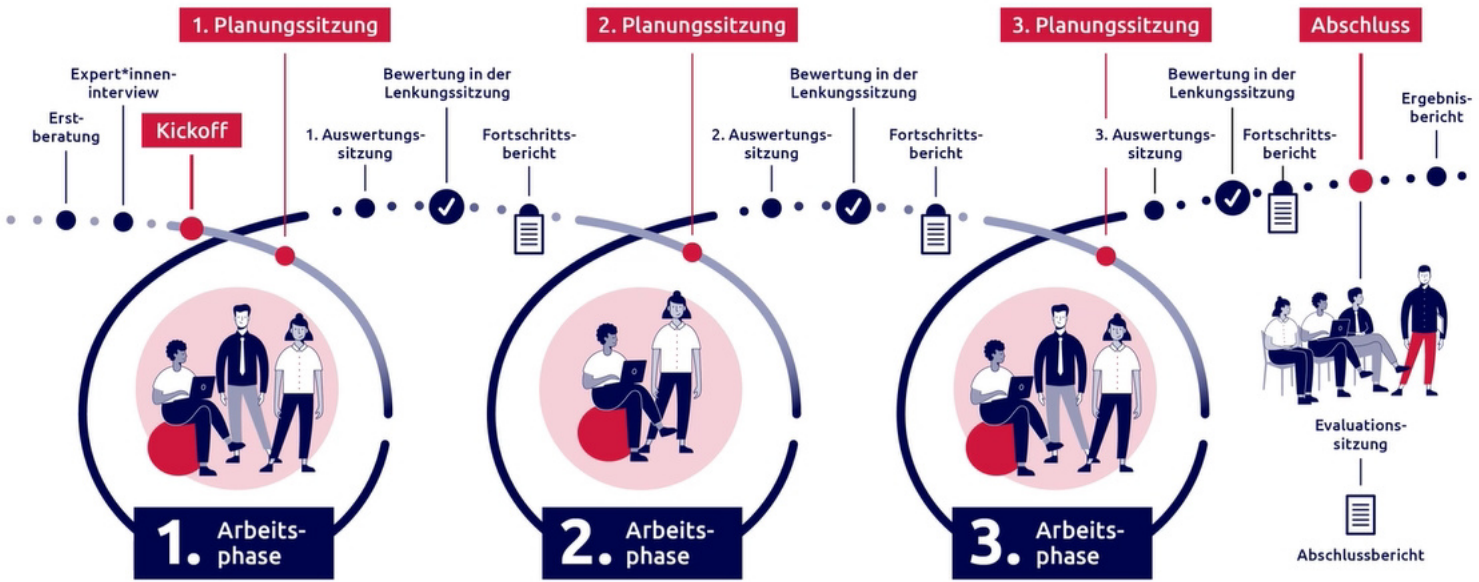 1. Planungssitzung
2. Planungssitzung
3. Planungssitzung
Abschluss
Erst-
beratung
Expert*innen-
interview
Kickoff
1. Auswertungs-
sitzung
Bewertung in der
Lenkungssitzung
Fortschritts-
bericht
2. Auswertungs-
sitzung
Bewertung in der
Lenkungssitzung
Fortschritts-
bericht
3. Auswertungs-
sitzung
Bewertung in der
Lenkungssitzung
Fortschritts-
bericht
Ergebnis-
bericht
1. Arbeits-
phase
2. Arbeits-
phase
3. Arbeits-
phase
Evaluations-
sitzung
Abschlussbericht